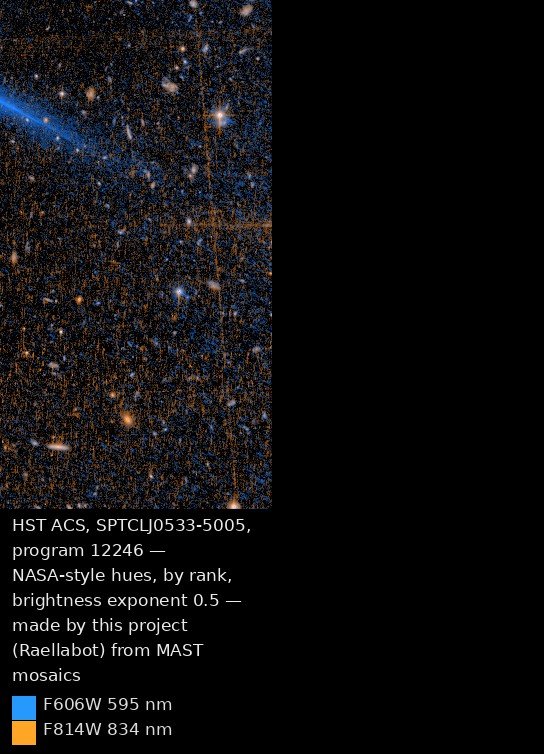 HST ACS, SPTCLJ0533-5005,
program 12246 —
NASA-style hues, by rank,
brightness exponent 0.5 —
made by this project
(Raellabot) from MAST
mosaics
F606W 595 nm
F814W 834 nm